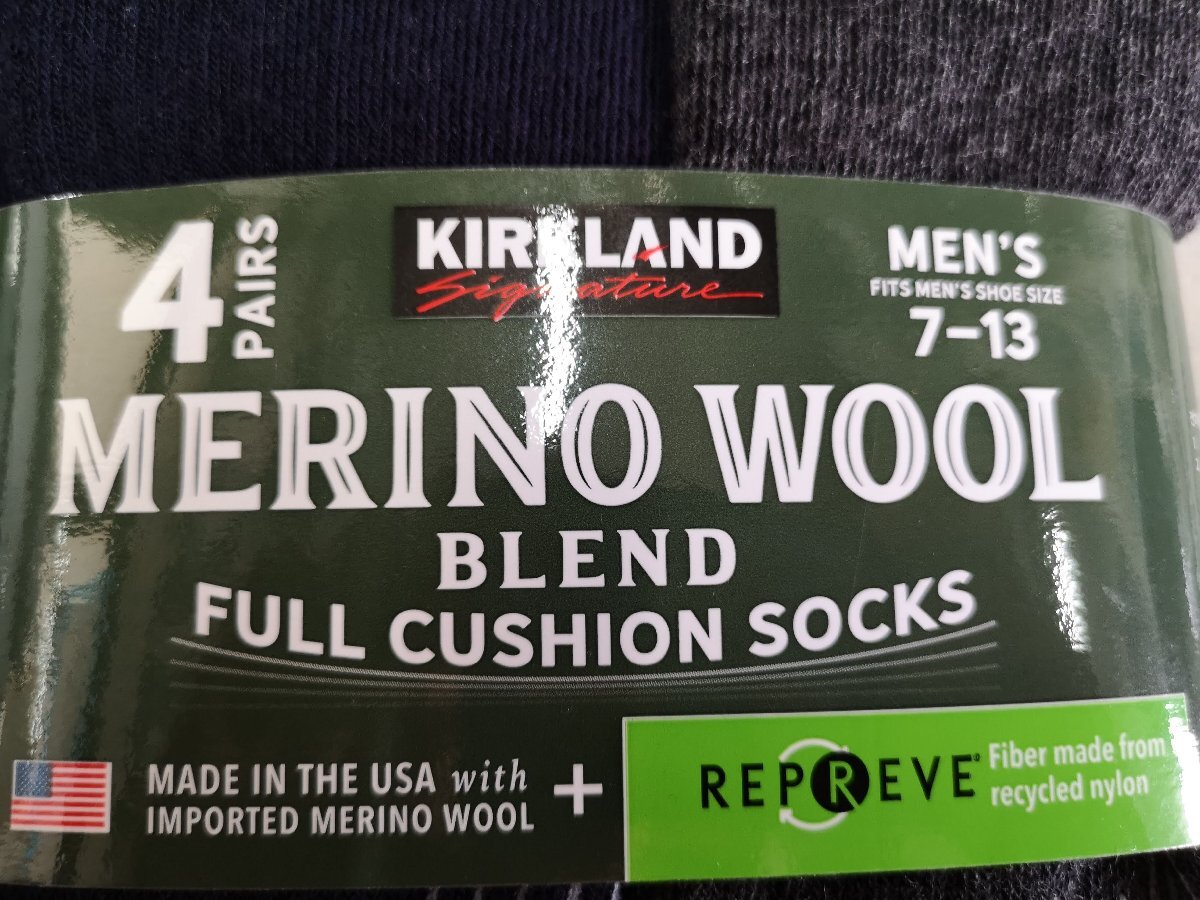 4 PAIRS
KIRKLAND
Signature
MEN'S
FITS MEN'S SHOE SIZE
7-13
MERINO WOOL
BLEND
FULL CUSHION SOCKS
MADE IN THE USA with
IMPORTED MERINO WOOL
+
REPREVE®
Fiber made from
recycled nylon